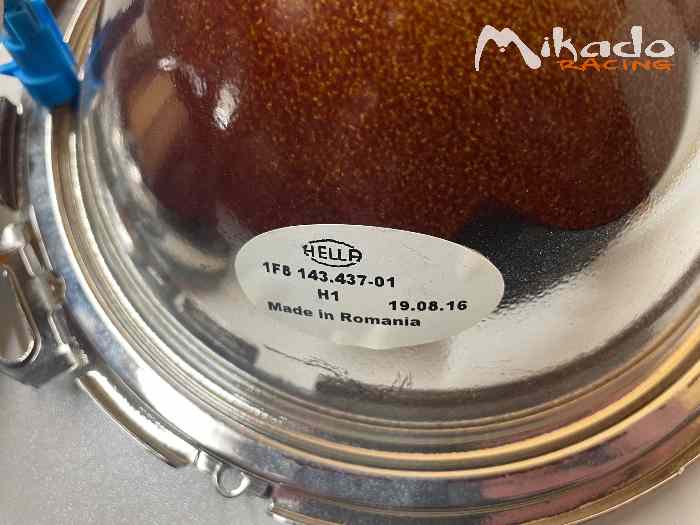 Mikado
RACING
HELLA
1F8 143.437-01
H1 19.08.16
Made in Romania